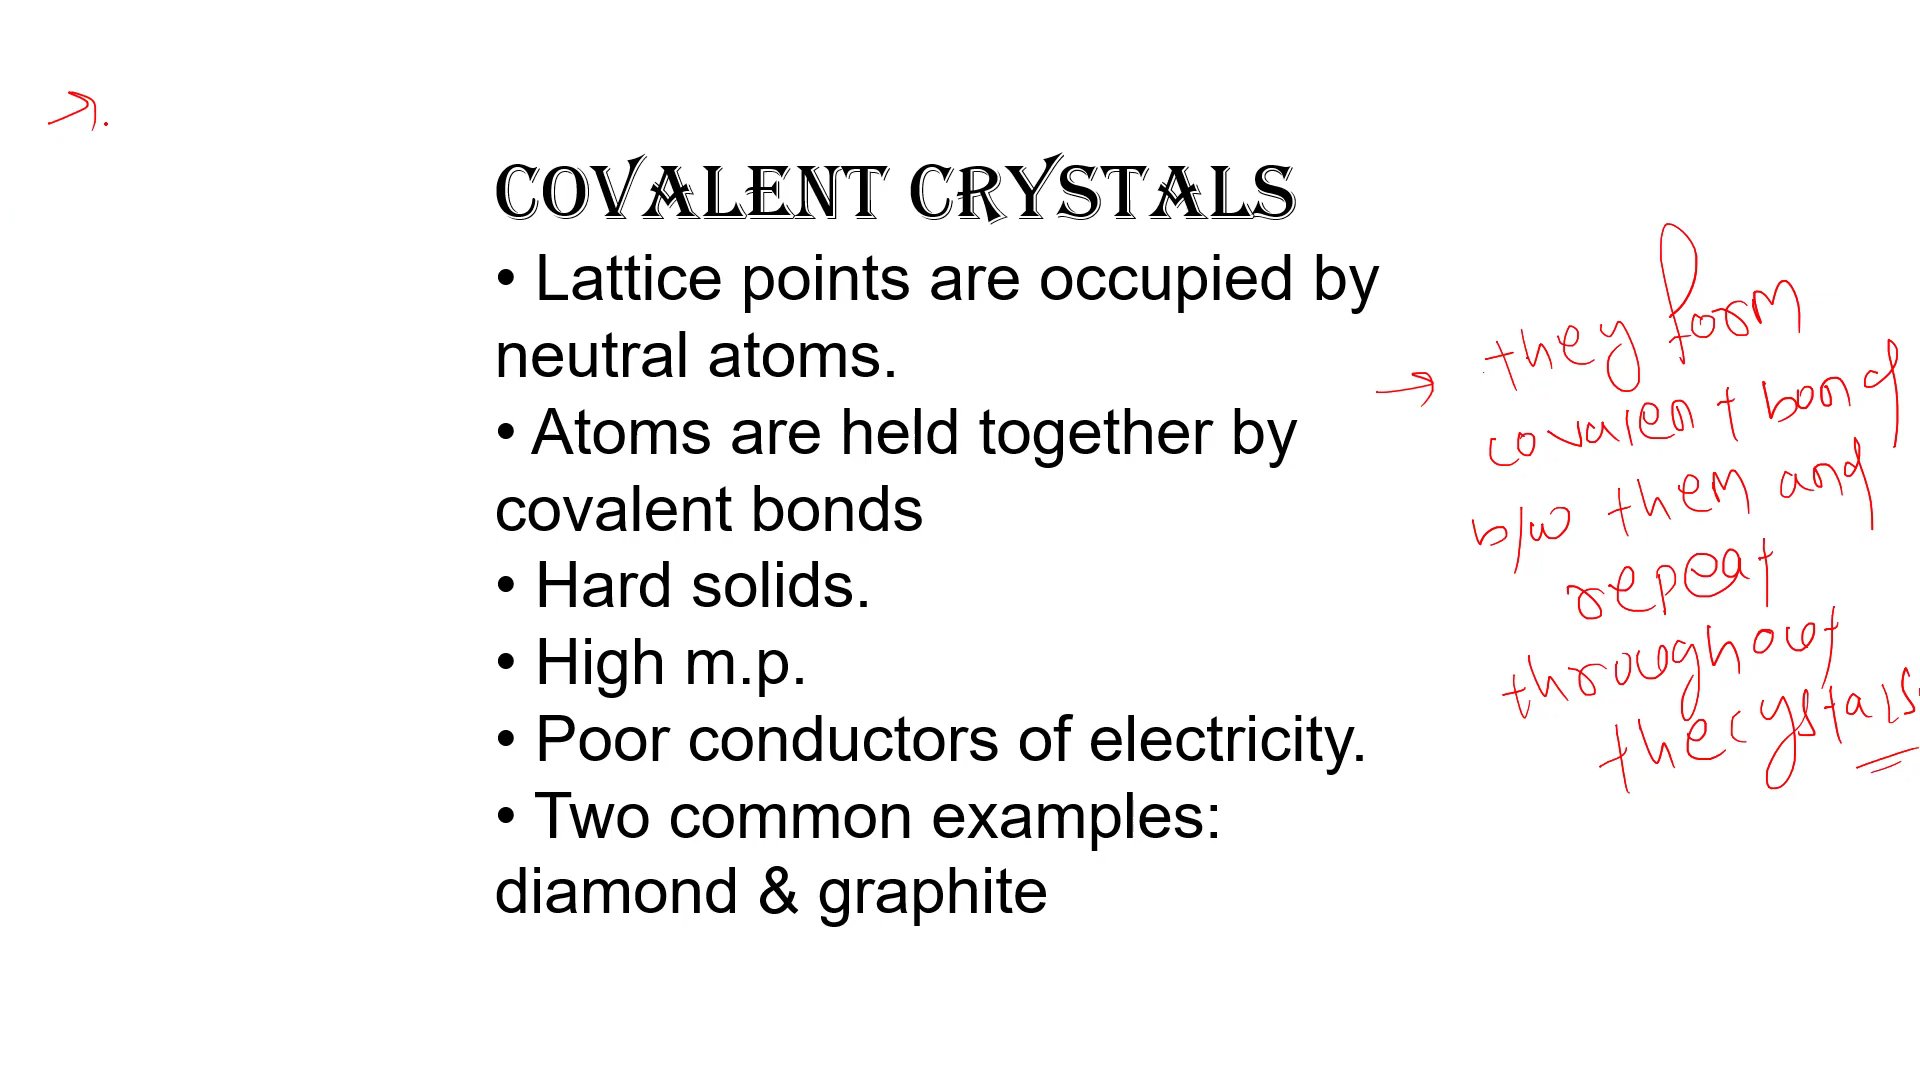 COVALENT CRYSTALS
• Lattice points are occupied by
neutral atoms.
• Atoms are held together by
covalent bonds
• Hard solids.
• High m.p.
• Poor conductors of electricity.
• Two common examples:
diamond & graphite
→ they form
covalent bond
b/w them and
repeat
throughout
the cystals